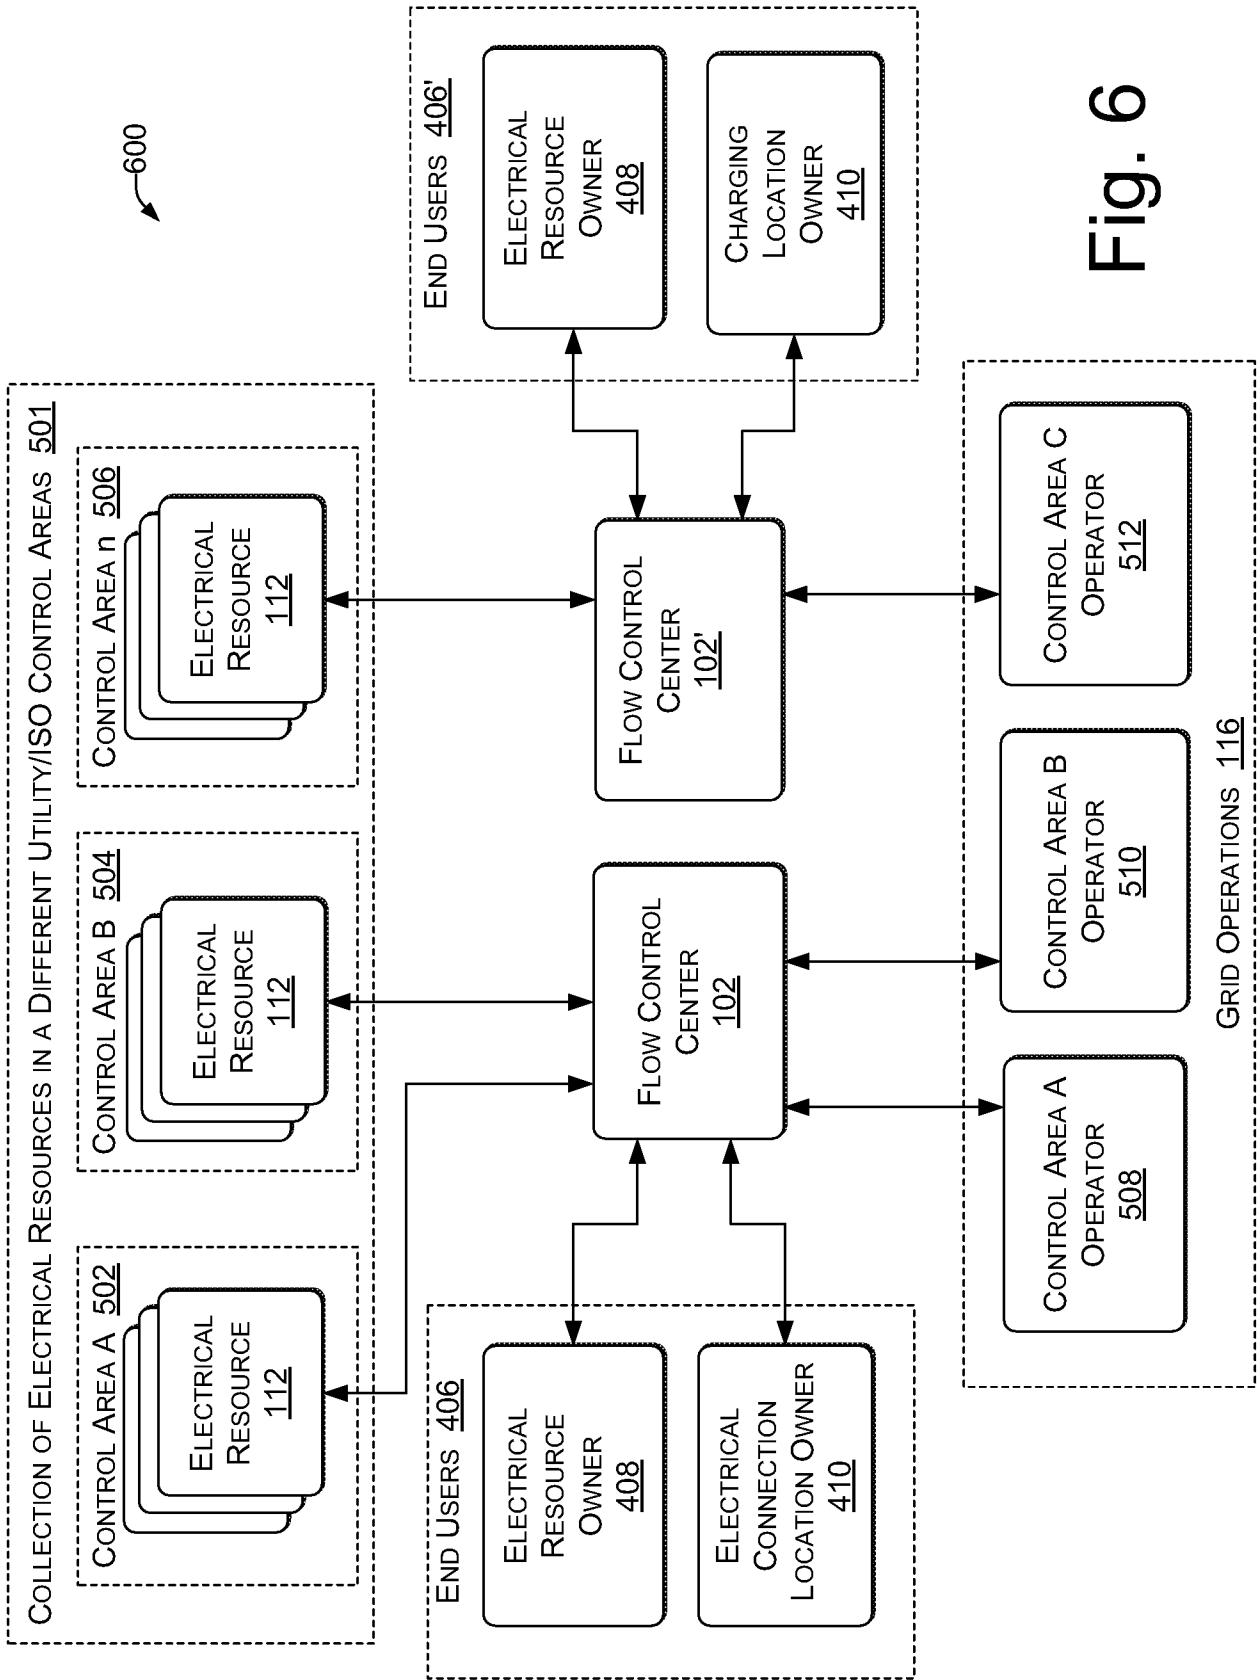 600
COLLECTION OF ELECTRICAL RESOURCES IN A DIFFERENT UTILITY/ISO CONTROL AREAS 501
CONTROL AREA A 502
ELECTRICAL
RESOURCE
112
CONTROL AREA B 504
ELECTRICAL
RESOURCE
112
CONTROL AREA n 506
ELECTRICAL
RESOURCE
112
END USERS 406
ELECTRICAL
RESOURCE
OWNER
408
ELECTRICAL
CONNECTION
LOCATION OWNER
410
FLOW CONTROL
CENTER
102
FLOW CONTROL
CENTER
102'
END USERS 406'
ELECTRICAL
RESOURCE
OWNER
408
CHARGING
LOCATION
OWNER
410
CONTROL AREA A
OPERATOR
508
CONTROL AREA B
OPERATOR
510
CONTROL AREA C
OPERATOR
512
GRID OPERATIONS 116
Fig. 6